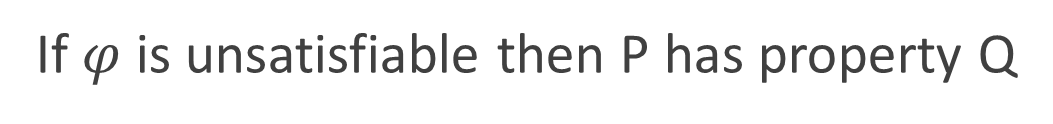 If φ is unsatisfiable then P has property Q